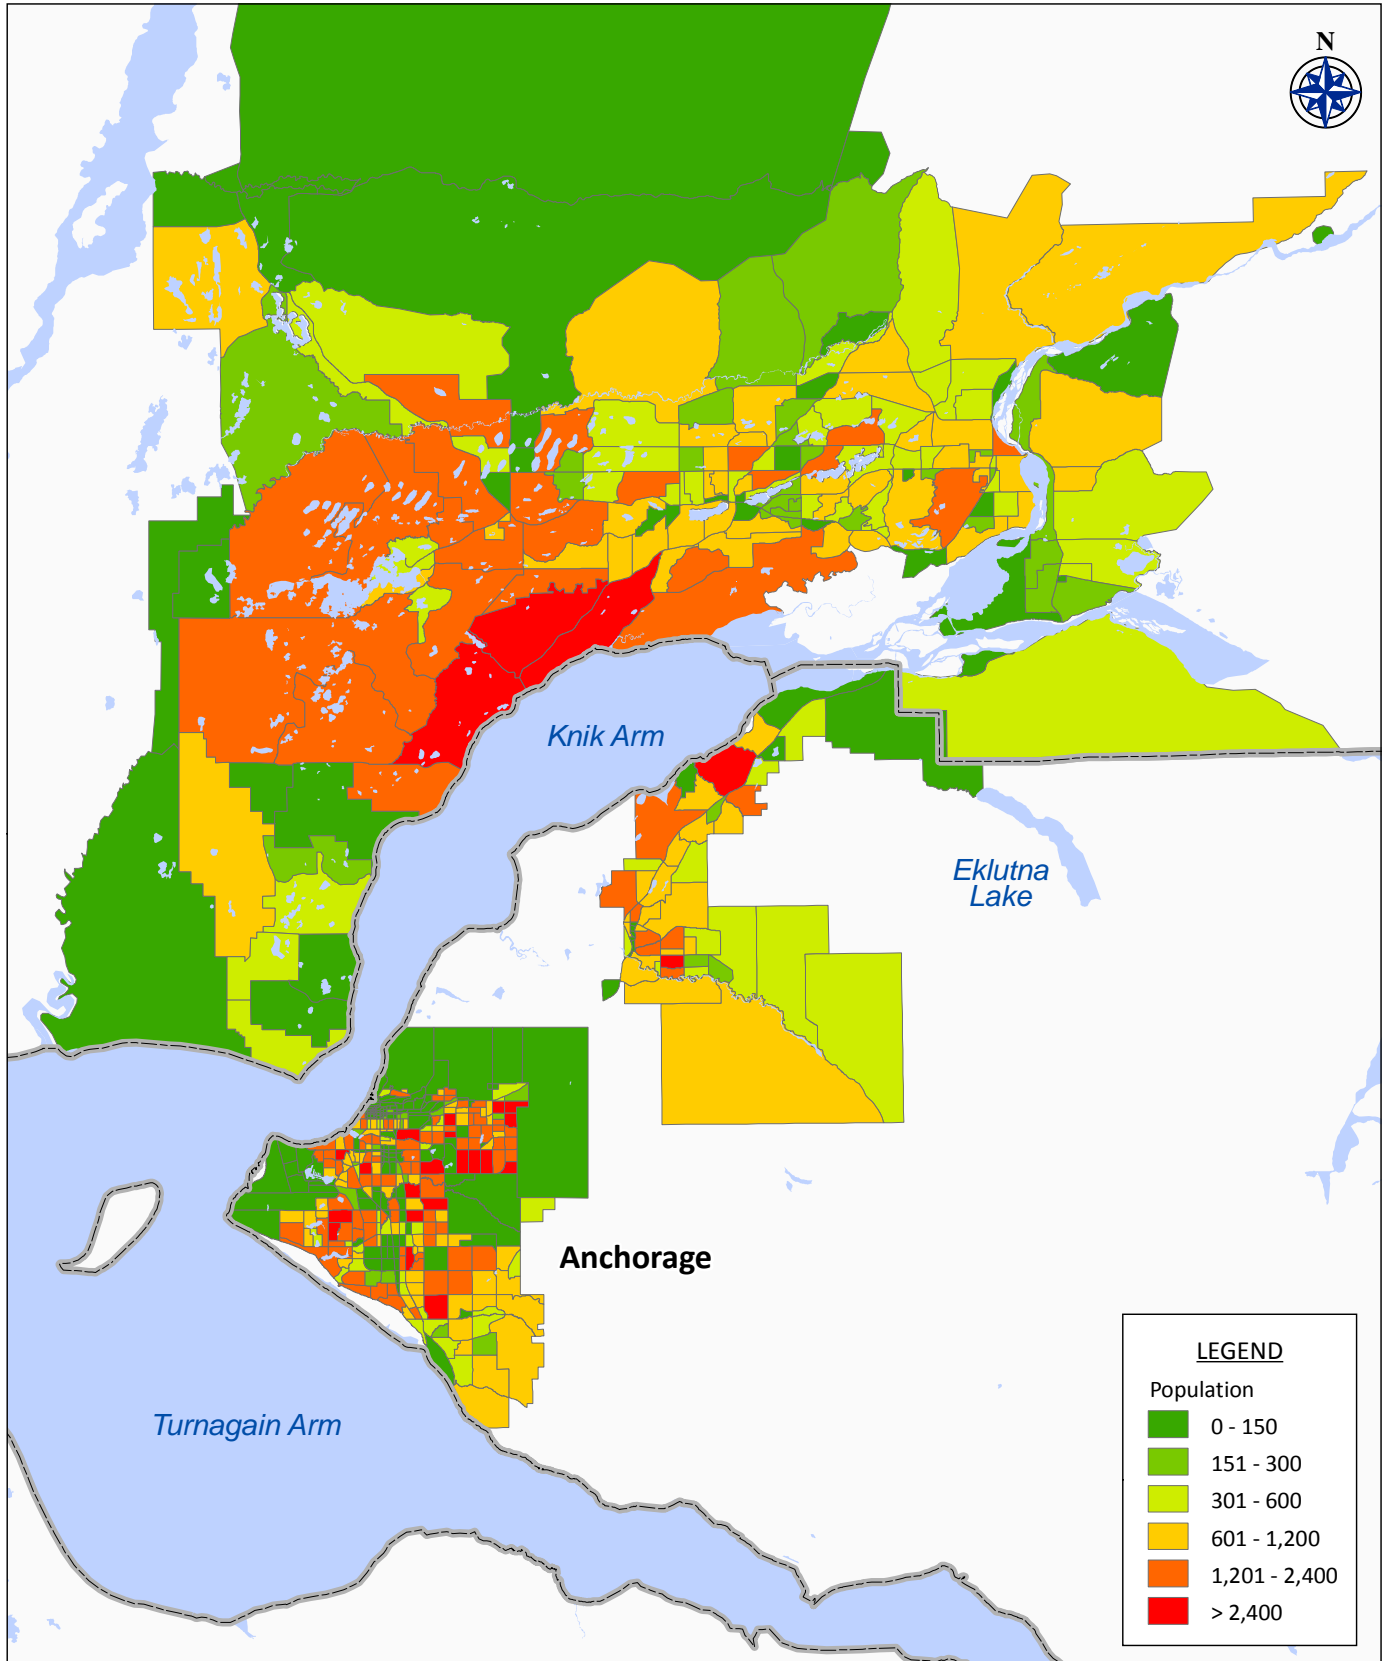 N
Knik Arm
Eklutna
Lake
Anchorage
Turnagain Arm
LEGEND
Population
0 - 150
151 - 300
301 - 600
601 - 1,200
1,201 - 2,400
> 2,400